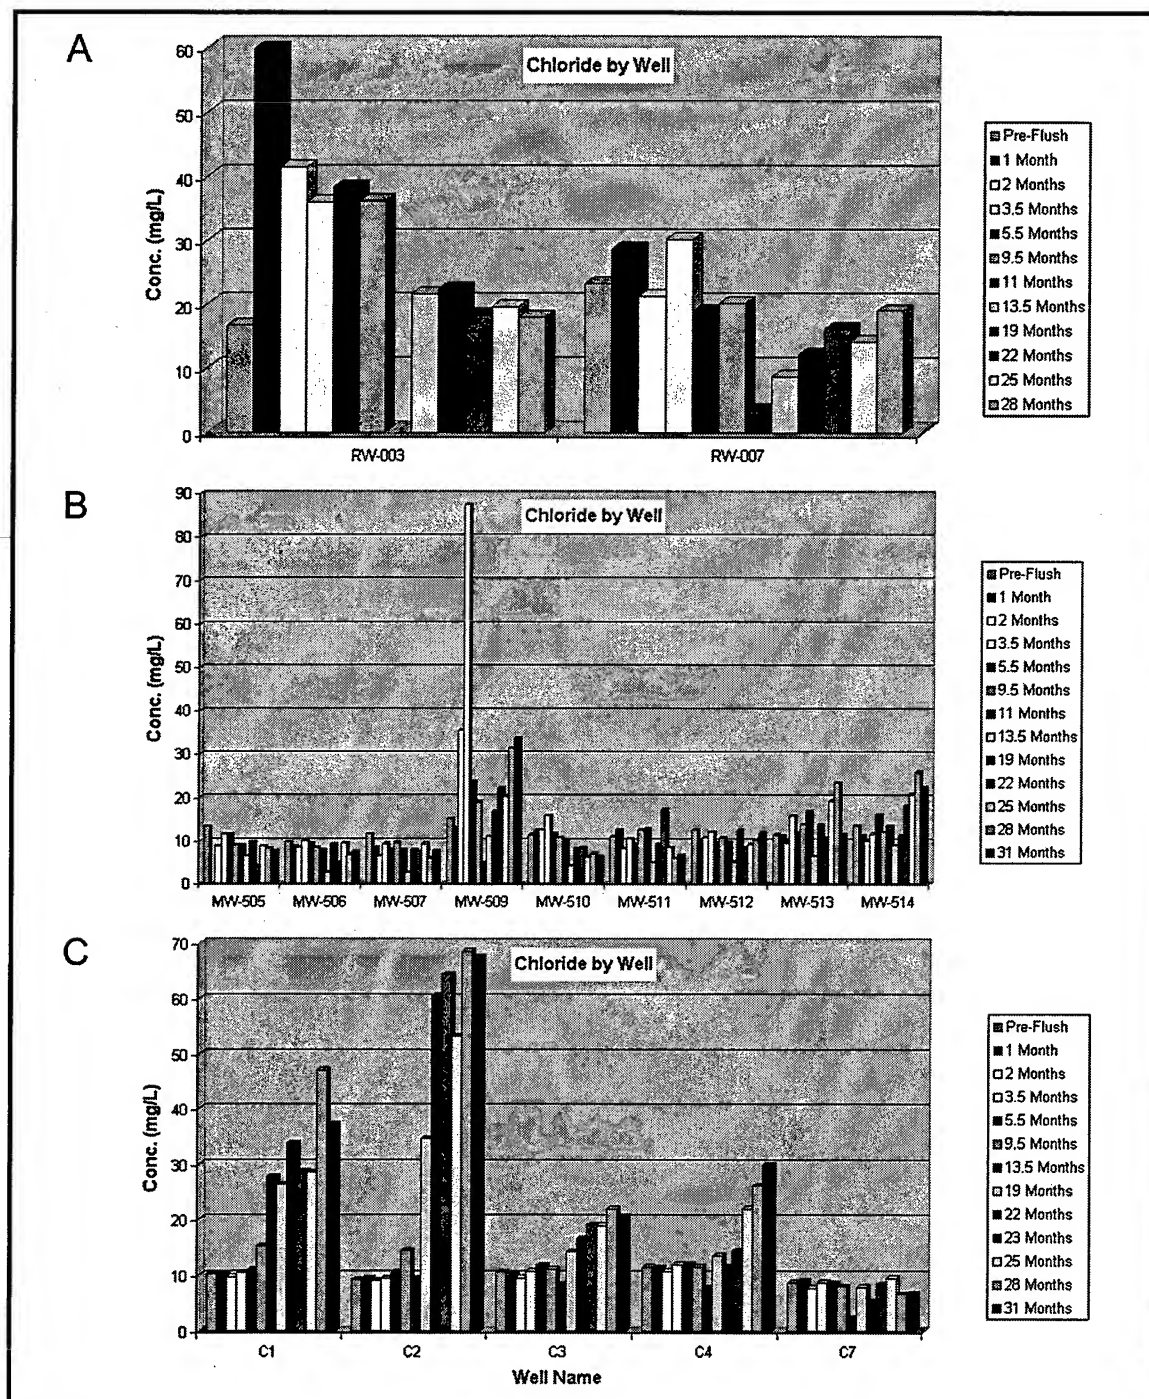 A
Chloride by Well
Conc. (mg/L)
60
50
40
30
20
10
0
RW-003
RW-007
Pre-Flush
1 Month
2 Months
3.5 Months
5.5 Months
9.5 Months
11 Months
13.5 Months
19 Months
22 Months
25 Months
28 Months
B
Chloride by Well
Conc. (mg/L)
90
80
70
60
50
40
30
20
10
0
MW-505
MW-506
MW-507
MW-509
MW-510
MW-511
MW-512
MW-513
MW-514
Pre-Flush
1 Month
2 Months
3.5 Months
5.5 Months
9.5 Months
11 Months
13.5 Months
19 Months
22 Months
25 Months
28 Months
31 Months
C
Chloride by Well
Conc. (mg/L)
70
60
50
40
30
20
10
0
C1
C2
C3
C4
C7
Well Name
Pre-Flush
1 Month
2 Months
3.5 Months
5.5 Months
9.5 Months
13.5 Months
19 Months
22 Months
23 Months
25 Months
28 Months
31 Months